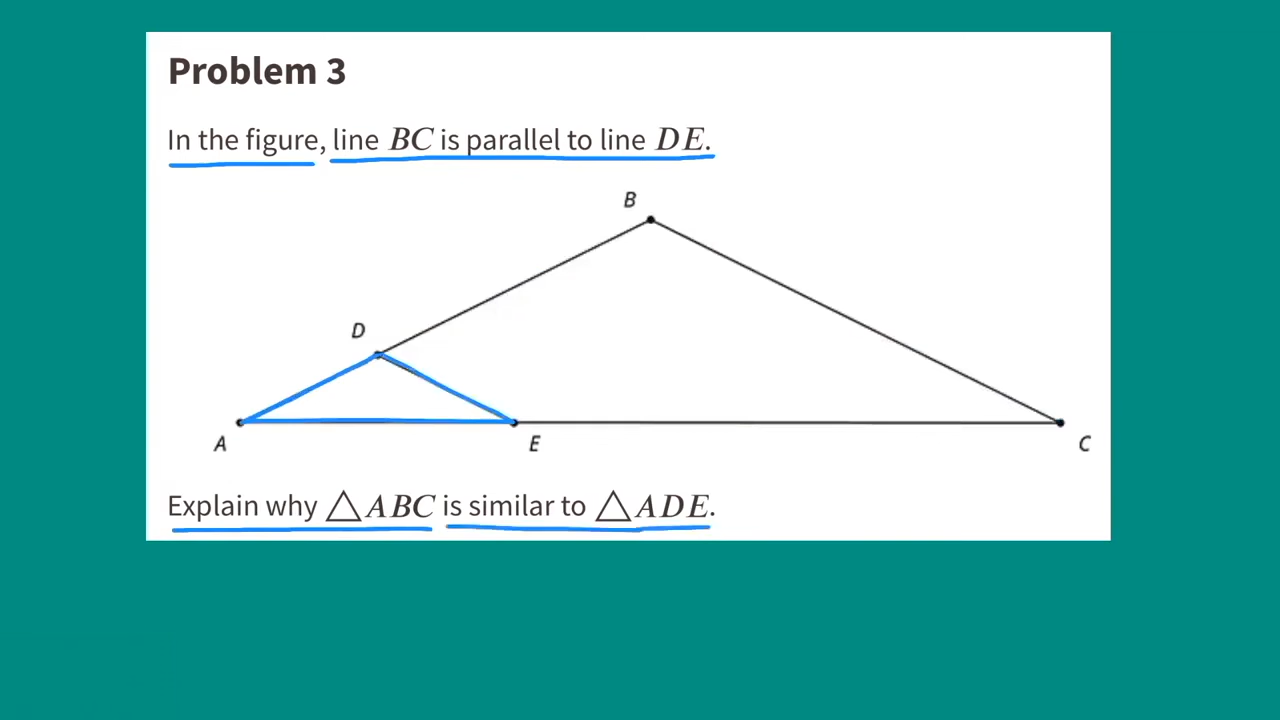 Problem 3
In the figure, line BC is parallel to line DE.
B
D
A
E
C
Explain why △ABC is similar to △ADE.